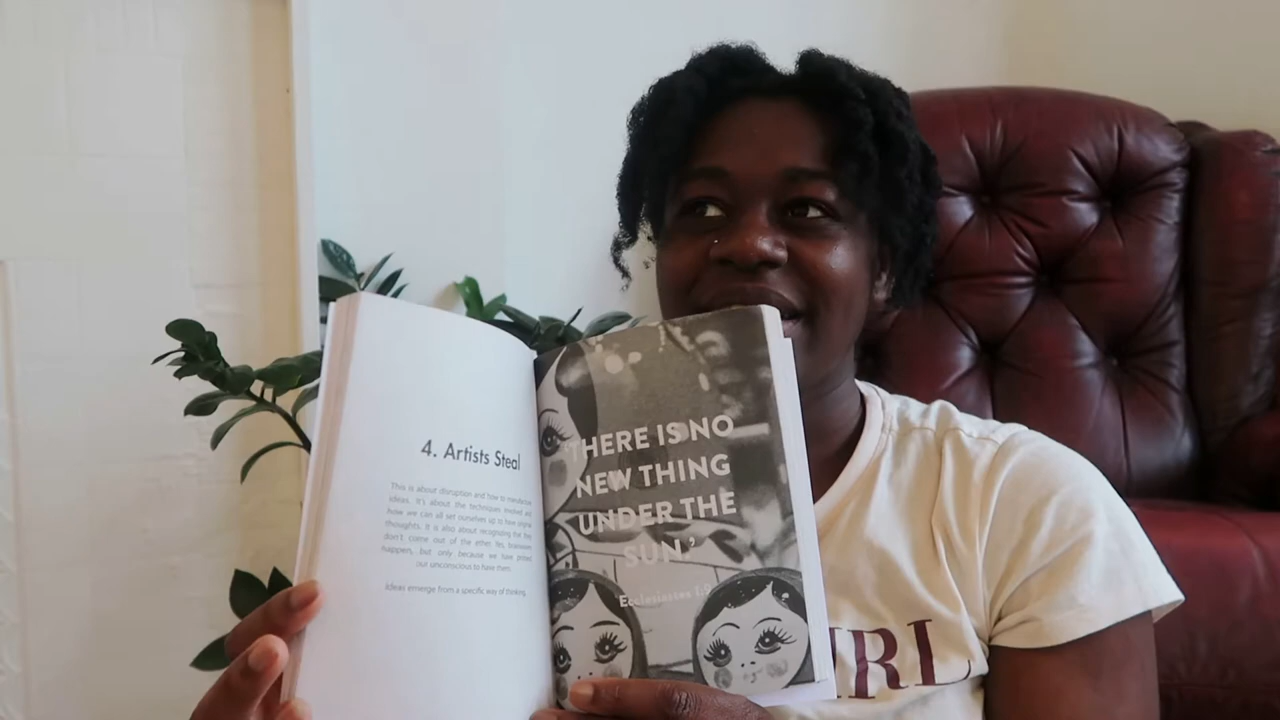 4. Artists Steal
This is about disruption and how to manufacture
ideas. It's about the techniques involved and
how we can all set ourselves up to have original
thoughts. It is also about recognizing that they
don't come out of the ether. Yes, brainwaves
happen, but only because we have primed
our unconscious to have them.
Ideas emerge from a specific way of thinking.
'THERE IS NO
NEW THING
UNDER THE
SUN.'
Ecclesiastes 1:9
IRL